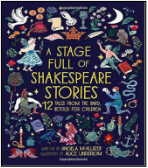 A STAGE
FULL OF
SHAKESPEARE
STORIES
12 TALES FROM THE BARD,
RETOLD FOR CHILDREN
WRITTEN BY ANGELA McALLISTER
ILLUSTRATED BY ALICE LINDSTROM